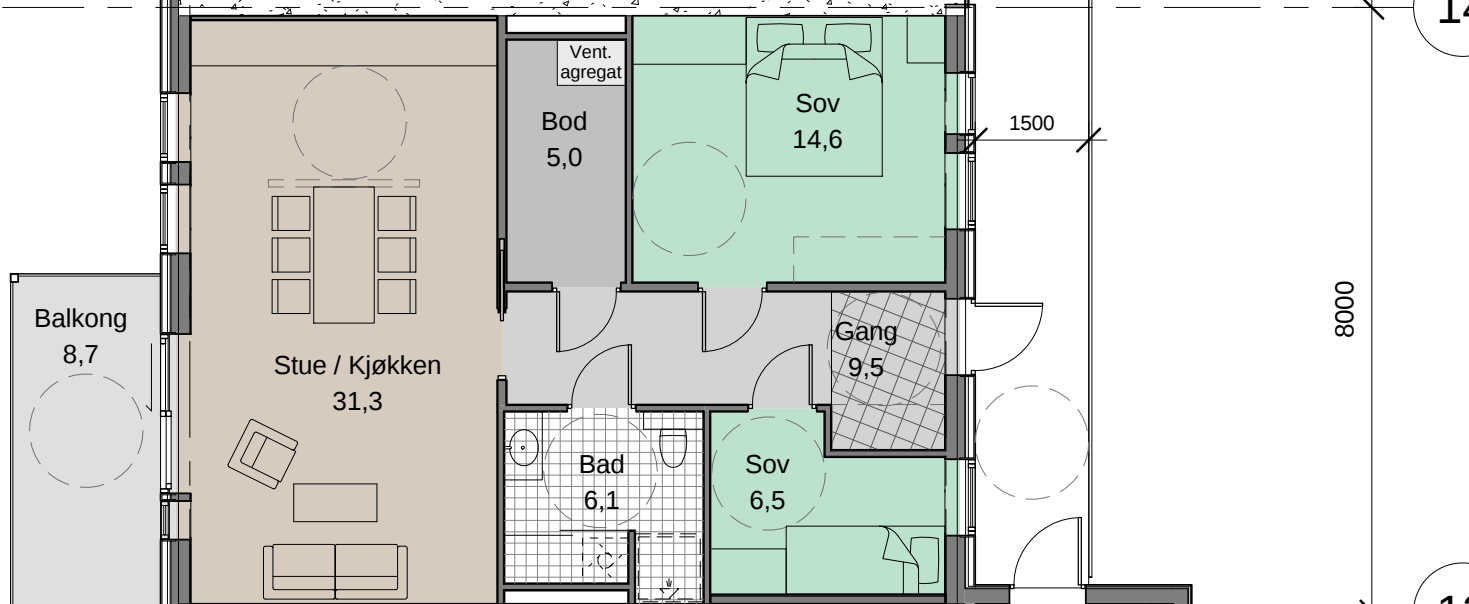 Vent.
agregat
Bod
5,0
Sov
14,6
1500
8000
Balkong
8,7
Stue / Kjøkken
31,3
Gang
9,5
Bad
6,1
Sov
6,5